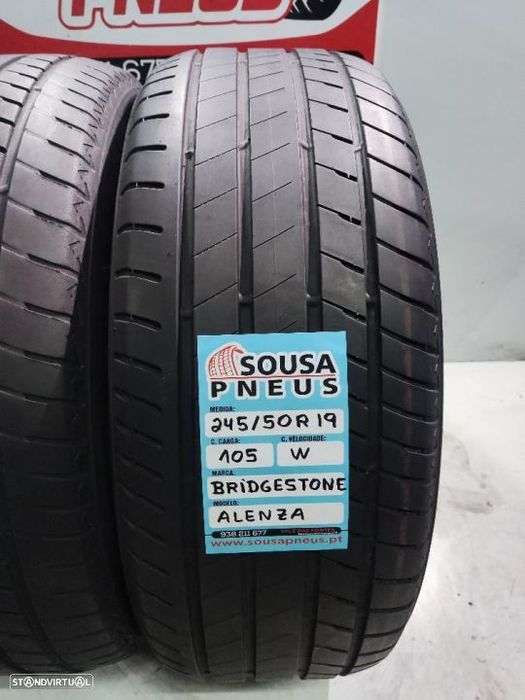 PNEUS
SOUSA
PNEUS
MEDIDA:
245/50R19
C. CARGA:
C. VELOCIDADE:
105
W
MARCA:
BRIDGESTONE
MODELO:
ALENZA
938 211 677
www.sousapneus.pt
STANDVIRTUAL